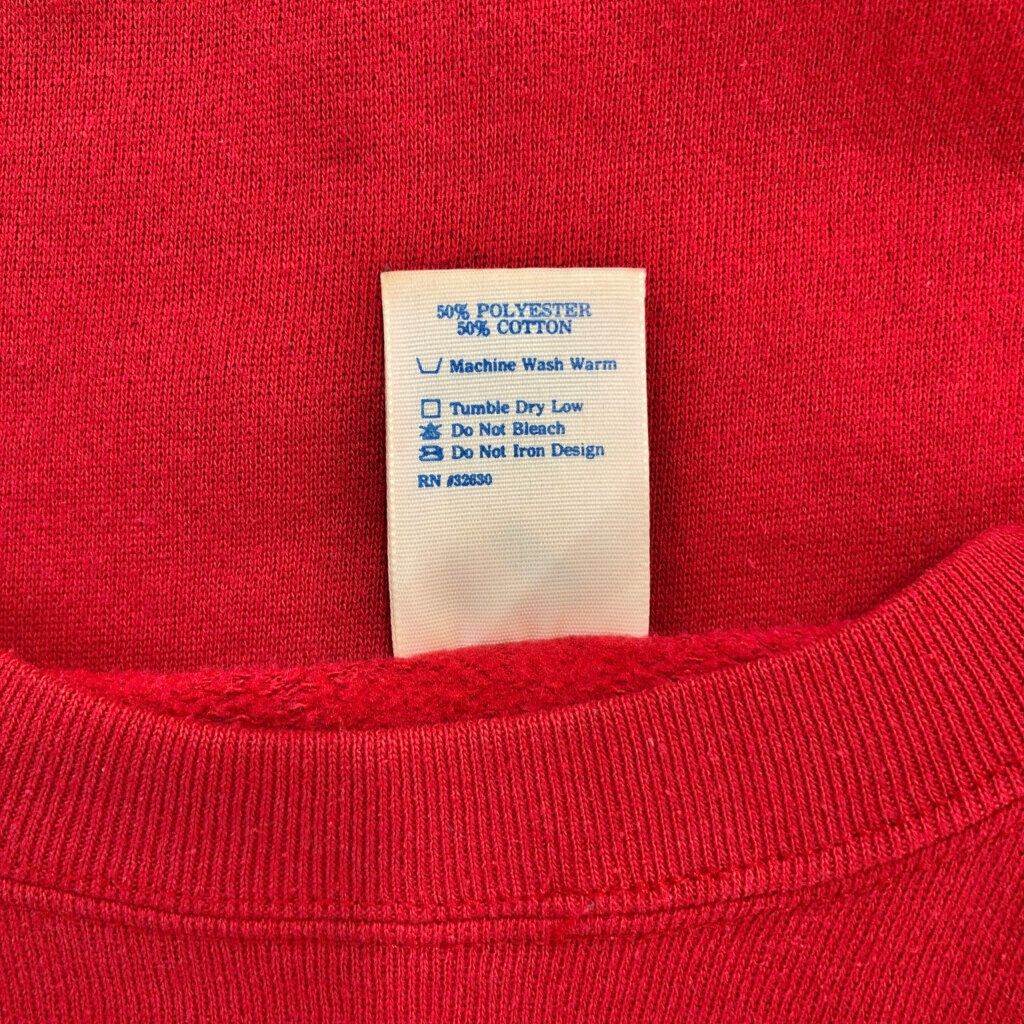 50% POLYESTER
50% COTTON
Machine Wash Warm
Tumble Dry Low
Do Not Bleach
Do Not Iron Design
RN #32630